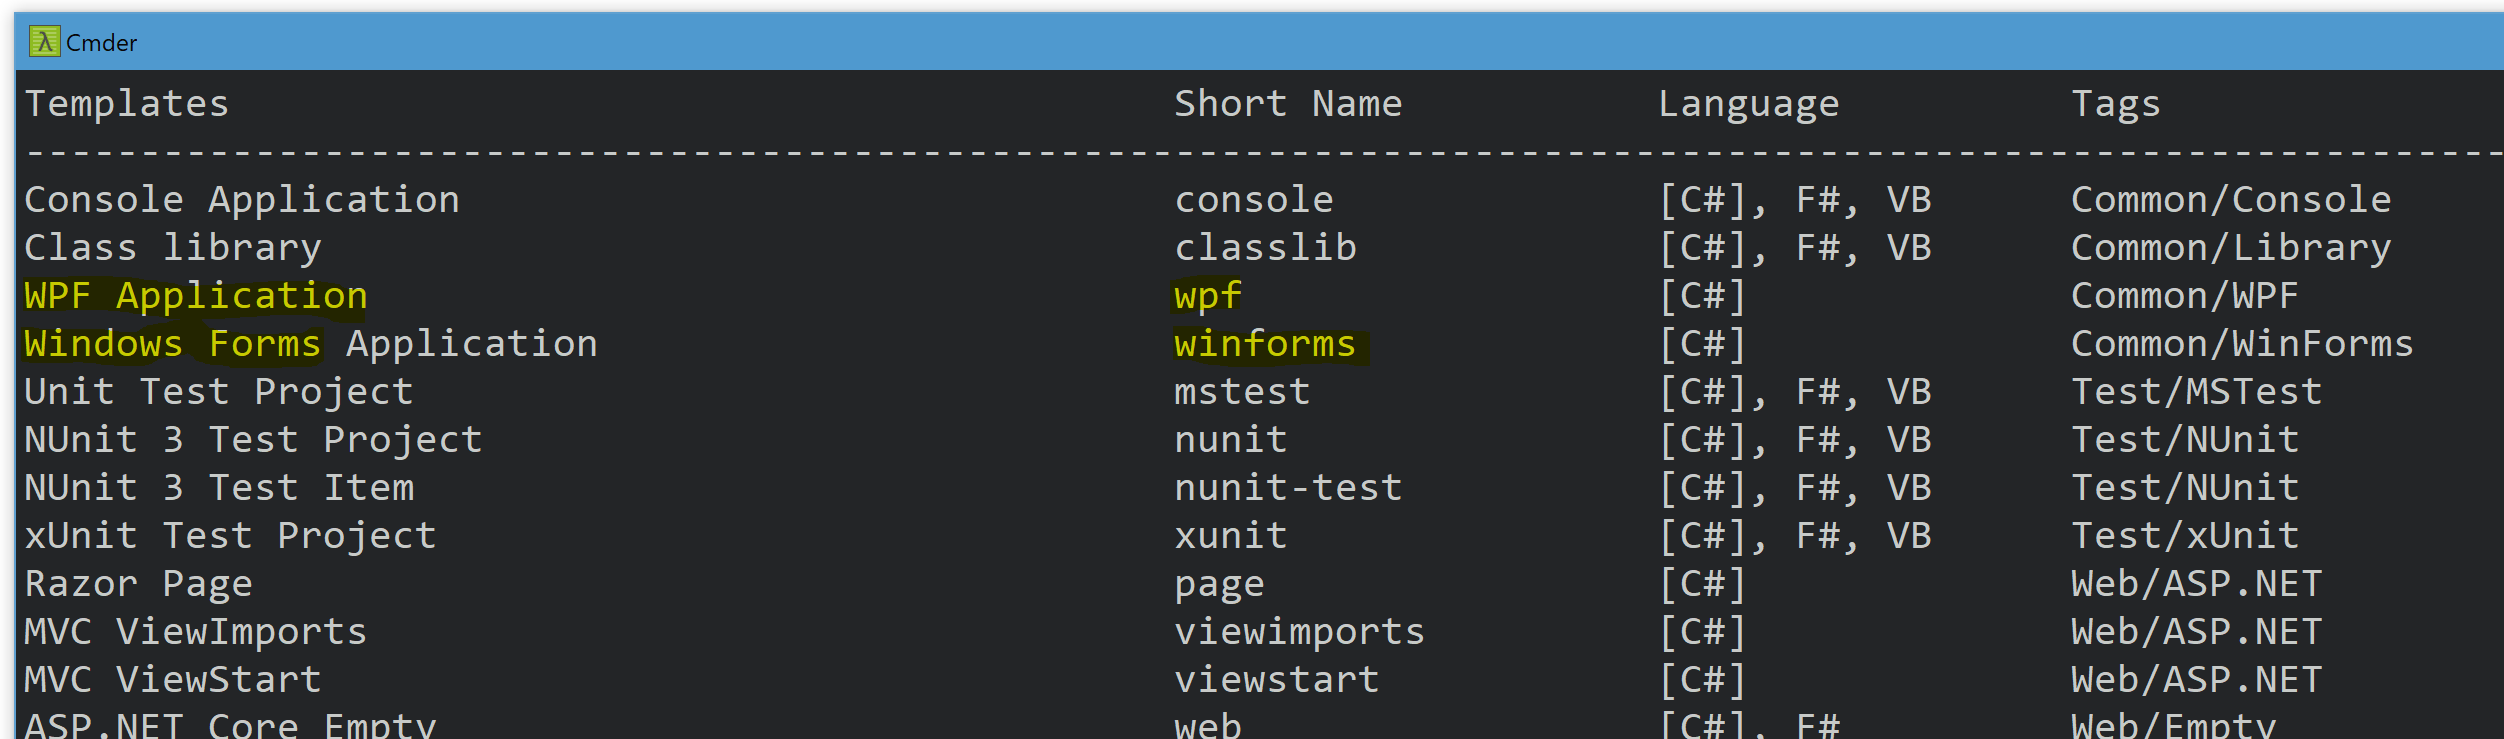 Cmder
Templates Short Name Language Tags
------------------------------------------------------------------------------------------------------------
Console Application console [C#], F#, VB Common/Console
Class library classlib [C#], F#, VB Common/Library
WPF Application wpf [C#] Common/WPF
Windows Forms Application winforms [C#] Common/WinForms
Unit Test Project mstest [C#], F#, VB Test/MSTest
NUnit 3 Test Project nunit [C#], F#, VB Test/NUnit
NUnit 3 Test Item nunit-test [C#], F#, VB Test/NUnit
xUnit Test Project xunit [C#], F#, VB Test/xUnit
Razor Page page [C#] Web/ASP.NET
MVC ViewImports viewimports [C#] Web/ASP.NET
MVC ViewStart viewstart [C#] Web/ASP.NET
ASP.NET Core Empty web [C#], F# Web/Empty